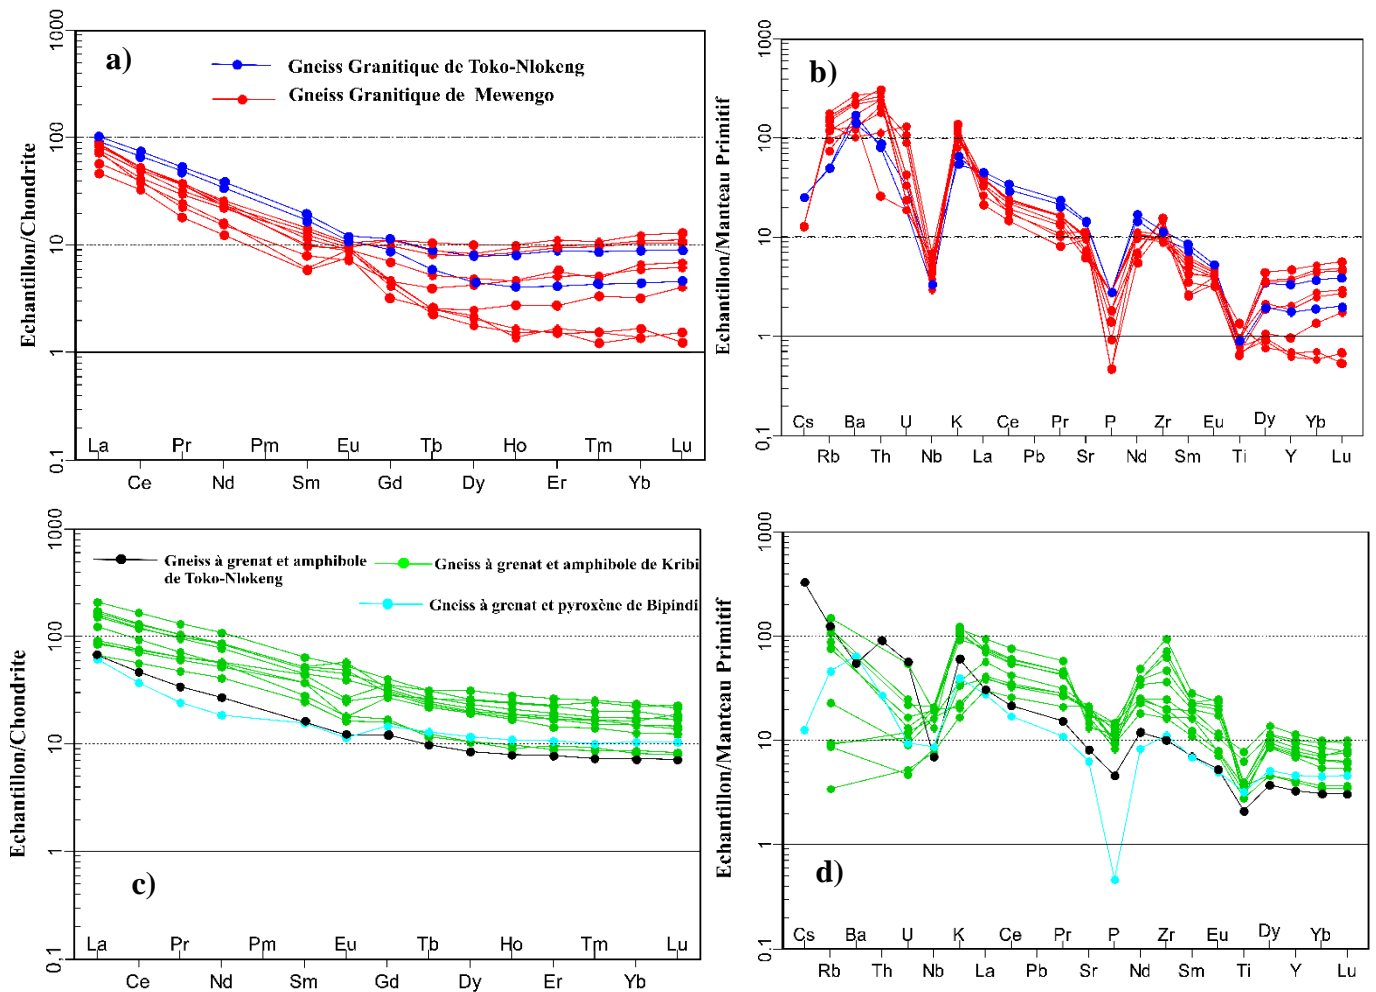 a)
Gneiss Granitique de Toko-Nlokeng
Gneiss Granitique de Mewengo
Echantillon/Chondrite
1000
100
10
1
0,1
La Pr Pm Eu Tb Ho Tm Lu
Ce Nd Sm Gd Dy Er Yb
b)
Echantillon/Manteau Primitif
1000
100
10
1
0,1
Cs Ba U K Ce Pr P Zr Eu Dy Yb
Rb Th Nb La Pb Sr Nd Sm Ti Y Lu
c)
Gneiss à grenat et amphibole
de Toko-Nlokeng
Gneiss à grenat et amphibole de Kribi
Gneiss à grenat et pyroxène de Bipindi
Echantillon/Chondrite
1000
100
10
1
0,1
La Pr Pm Eu Tb Ho Tm Lu
Ce Nd Sm Gd Dy Er Yb
d)
Echantillon/Manteau Primitif
1000
100
10
1
0,1
Cs Ba U K Ce Pr P Zr Eu Dy Yb
Rb Th Nb La Pb Sr Nd Sm Ti Y Lu